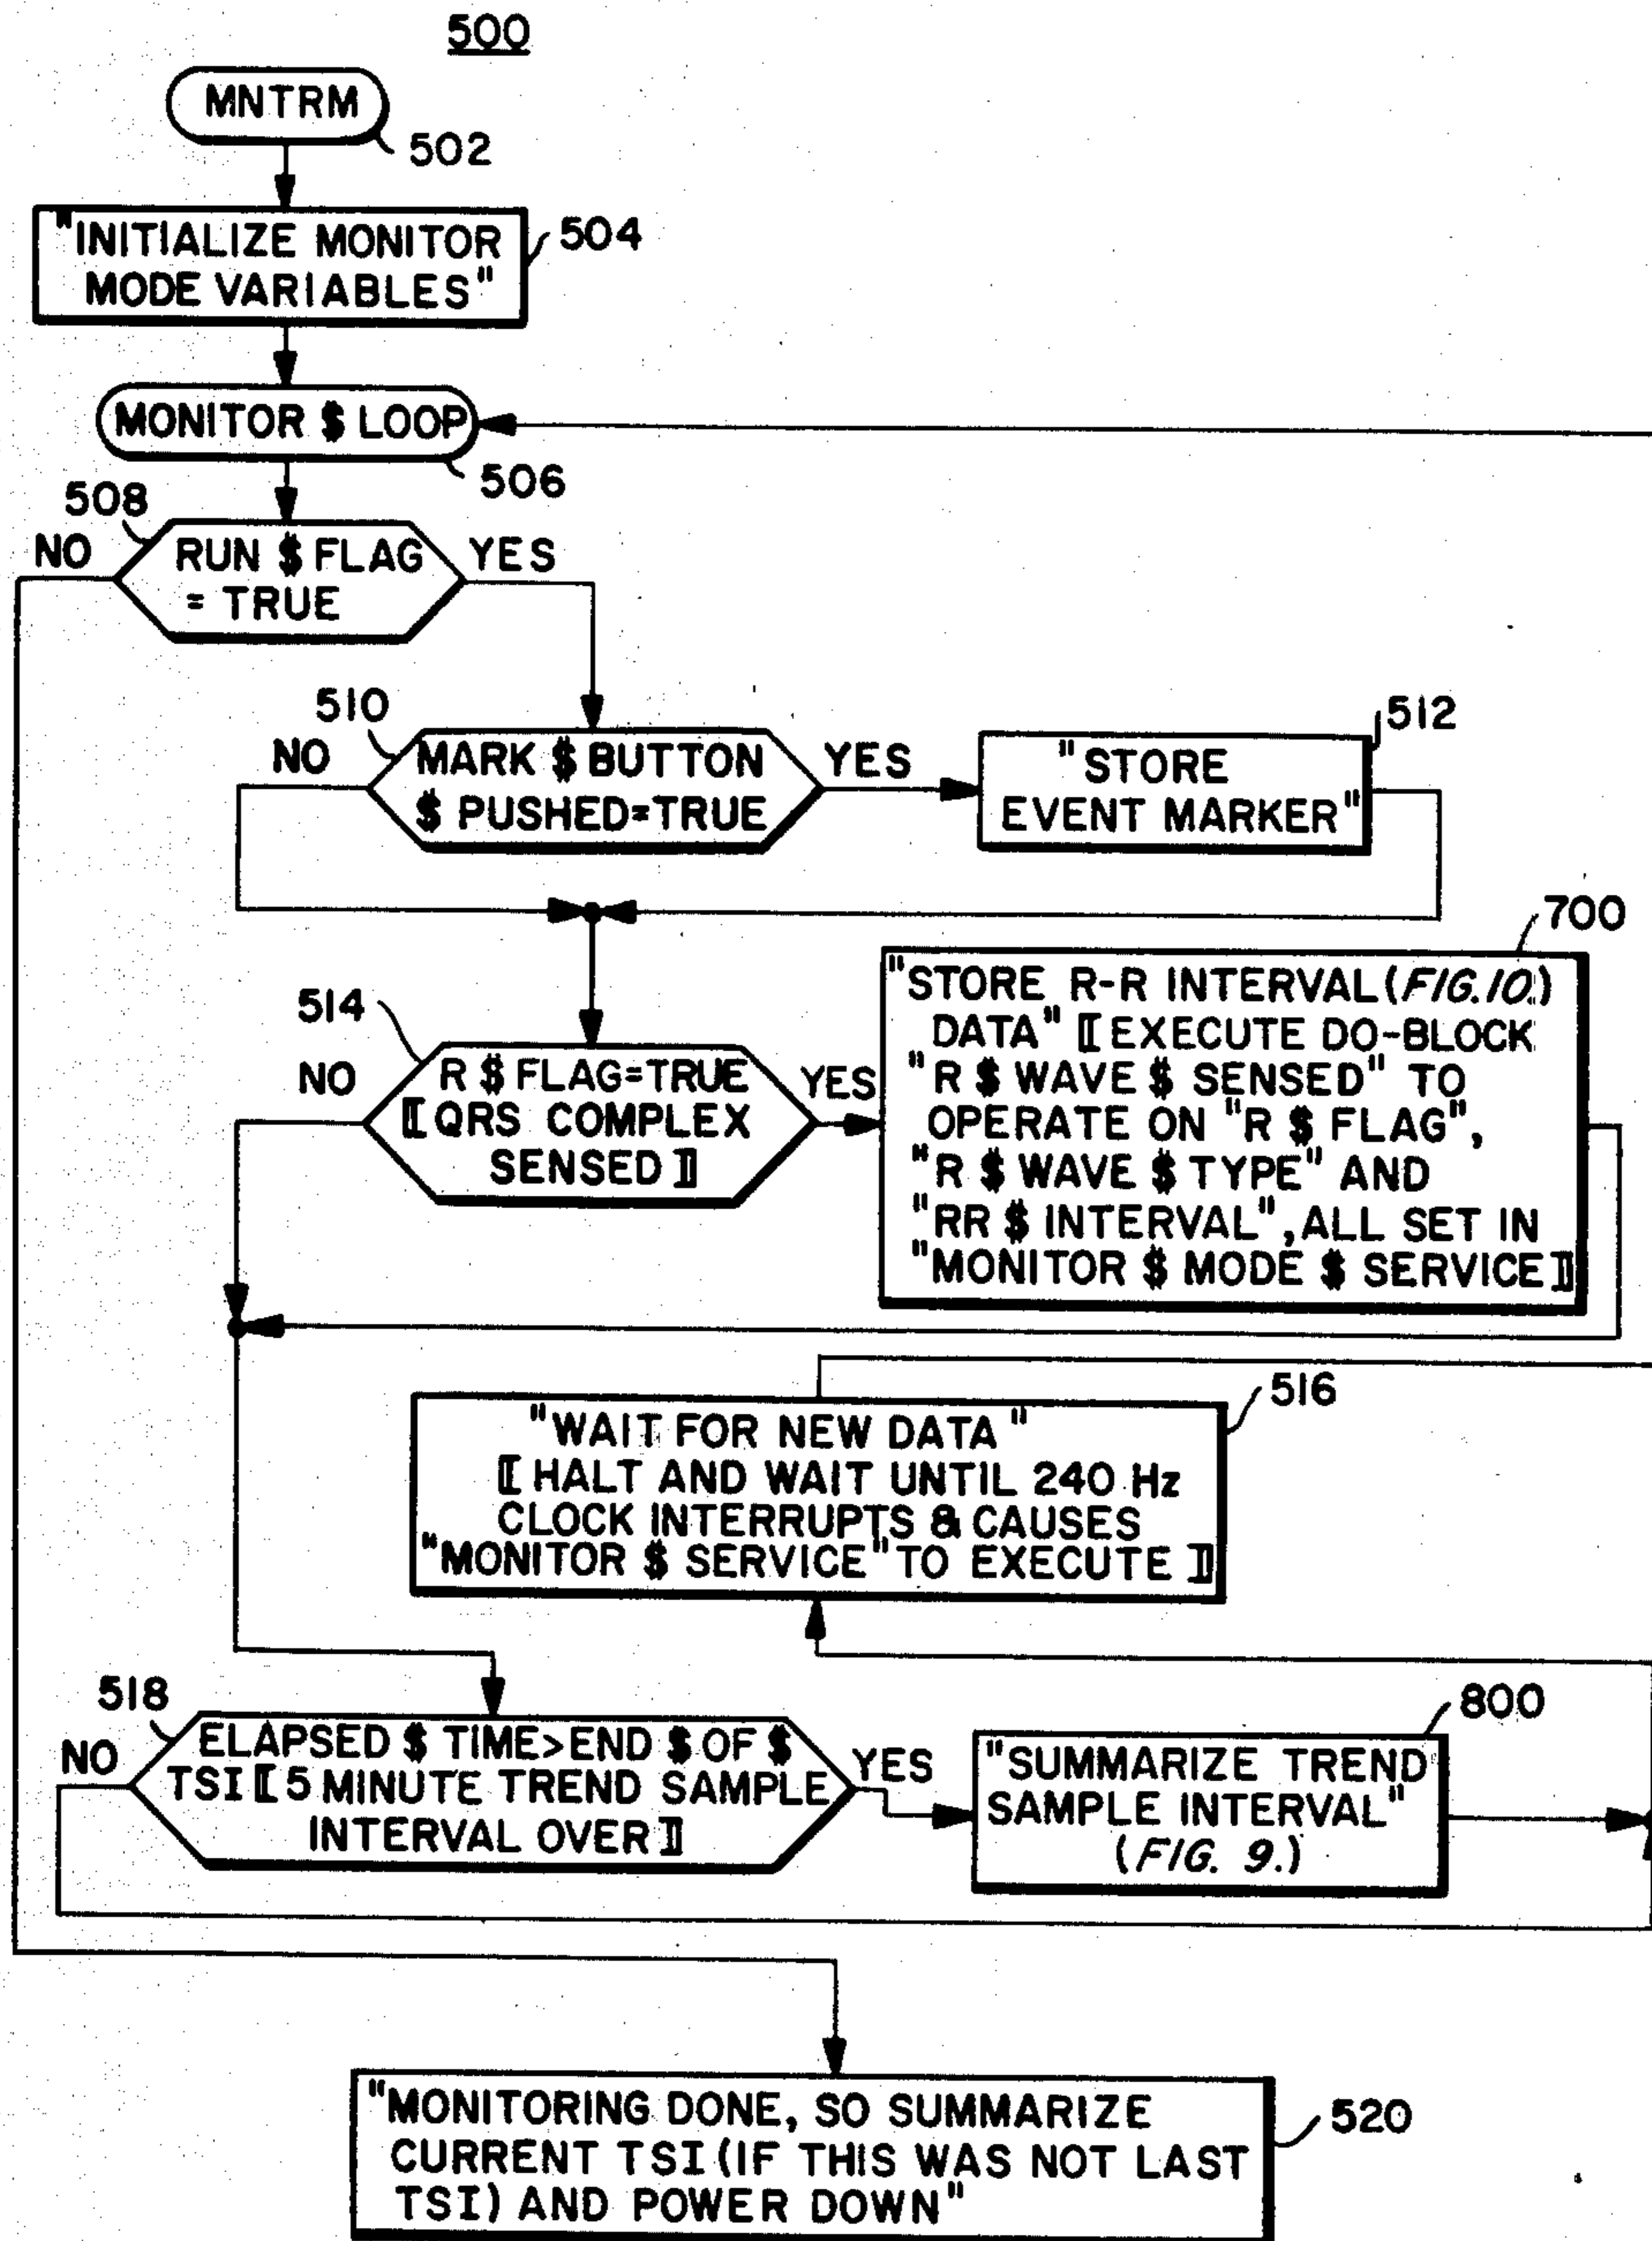 500
MNTRM
502
"INITIALIZE MONITOR
MODE VARIABLES"
504
MONITOR $ LOOP
506
508
NO
RUN $ FLAG
= TRUE
YES
510
NO
MARK $ BUTTON
$ PUSHED=TRUE
YES
512
"STORE
EVENT MARKER"
700
"STORE R-R INTERVAL (FIG.10.)
DATA" [[ EXECUTE DO-BLOCK
"R $ WAVE $ SENSED" TO
OPERATE ON "R $ FLAG",
"R $ WAVE $ TYPE" AND
"RR $ INTERVAL", ALL SET IN
"MONITOR $ MODE $ SERVICE ]]
514
NO
R $ FLAG=TRUE
[[ QRS COMPLEX
SENSED ]]
YES
516
"WAIT FOR NEW DATA"
[[ HALT AND WAIT UNTIL 240 Hz
CLOCK INTERRUPTS & CAUSES
"MONITOR $ SERVICE" TO EXECUTE ]]
518
NO
ELAPSED $ TIME>END $ OF $
TSI [[ 5 MINUTE TREND SAMPLE
INTERVAL OVER ]]
YES
800
"SUMMARIZE TREND
SAMPLE INTERVAL"
(FIG. 9.)
"MONITORING DONE, SO SUMMARIZE
CURRENT TSI (IF THIS WAS NOT LAST
TSI) AND POWER DOWN"
520